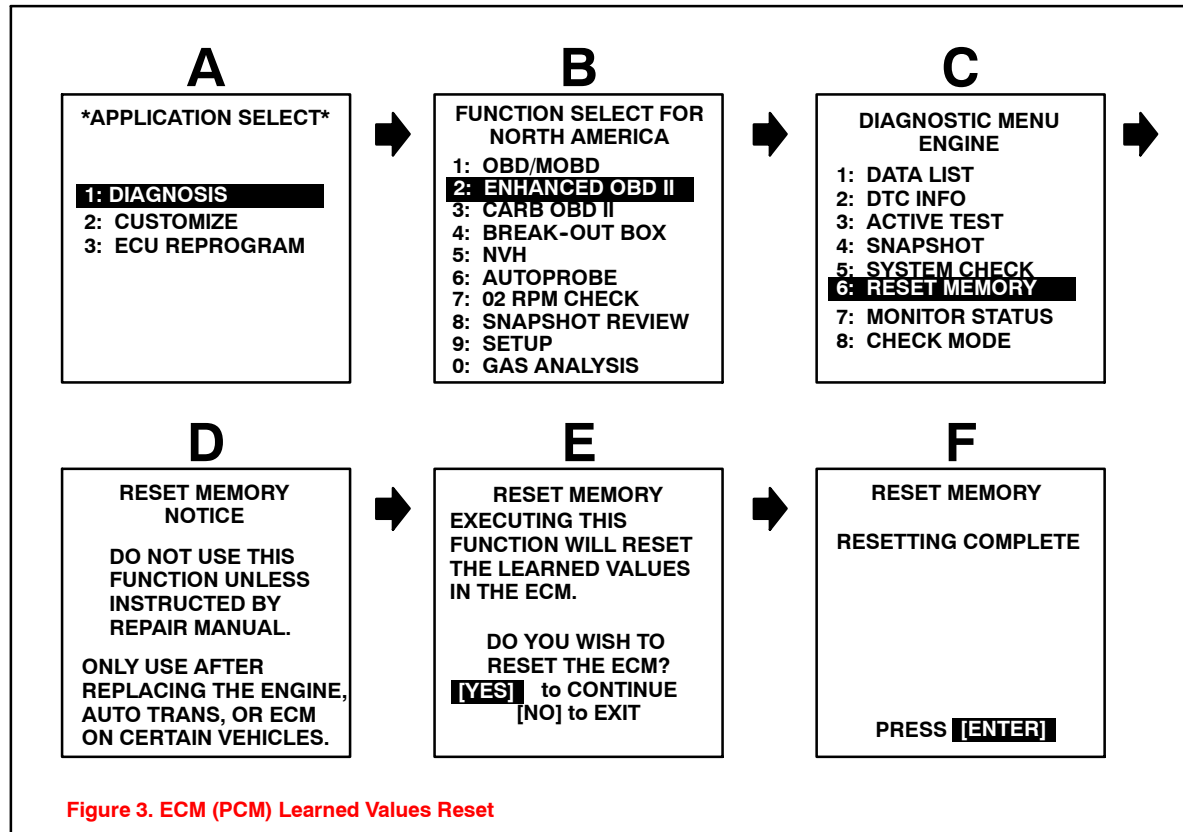 A
*APPLICATION SELECT*
1: DIAGNOSIS
2: CUSTOMIZE
3: ECU REPROGRAM
B
FUNCTION SELECT FOR
NORTH AMERICA
1: OBD/MOBD
2: ENHANCED OBD II
3: CARB OBD II
4: BREAK-OUT BOX
5: NVH
6: AUTOPROBE
7: 02 RPM CHECK
8: SNAPSHOT REVIEW
9: SETUP
0: GAS ANALYSIS
C
DIAGNOSTIC MENU
ENGINE
1: DATA LIST
2: DTC INFO
3: ACTIVE TEST
4: SNAPSHOT
5: SYSTEM CHECK
6: RESET MEMORY
7: MONITOR STATUS
8: CHECK MODE
D
RESET MEMORY
NOTICE
DO NOT USE THIS
FUNCTION UNLESS
INSTRUCTED BY
REPAIR MANUAL.
ONLY USE AFTER
REPLACING THE ENGINE,
AUTO TRANS, OR ECM
ON CERTAIN VEHICLES.
E
RESET MEMORY
EXECUTING THIS
FUNCTION WILL RESET
THE LEARNED VALUES
IN THE ECM.
DO YOU WISH TO
RESET THE ECM?
[YES] to CONTINUE
[NO] to EXIT
F
RESET MEMORY
RESETTING COMPLETE
PRESS [ENTER]
Figure 3. ECM (PCM) Learned Values Reset